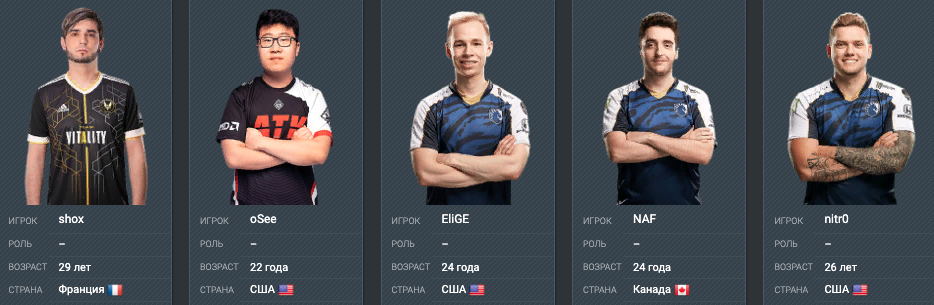 VITALITY
AMD ATK
ИГРОК shox
РОЛЬ –
ВОЗРАСТ 29 лет
СТРАНА Франция
ИГРОК oSee
РОЛЬ –
ВОЗРАСТ 22 года
СТРАНА США
ИГРОК EliGE
РОЛЬ –
ВОЗРАСТ 24 года
СТРАНА США
ИГРОК NAF
РОЛЬ –
ВОЗРАСТ 24 года
СТРАНА Канада
ИГРОК nitr0
РОЛЬ –
ВОЗРАСТ 26 лет
СТРАНА США